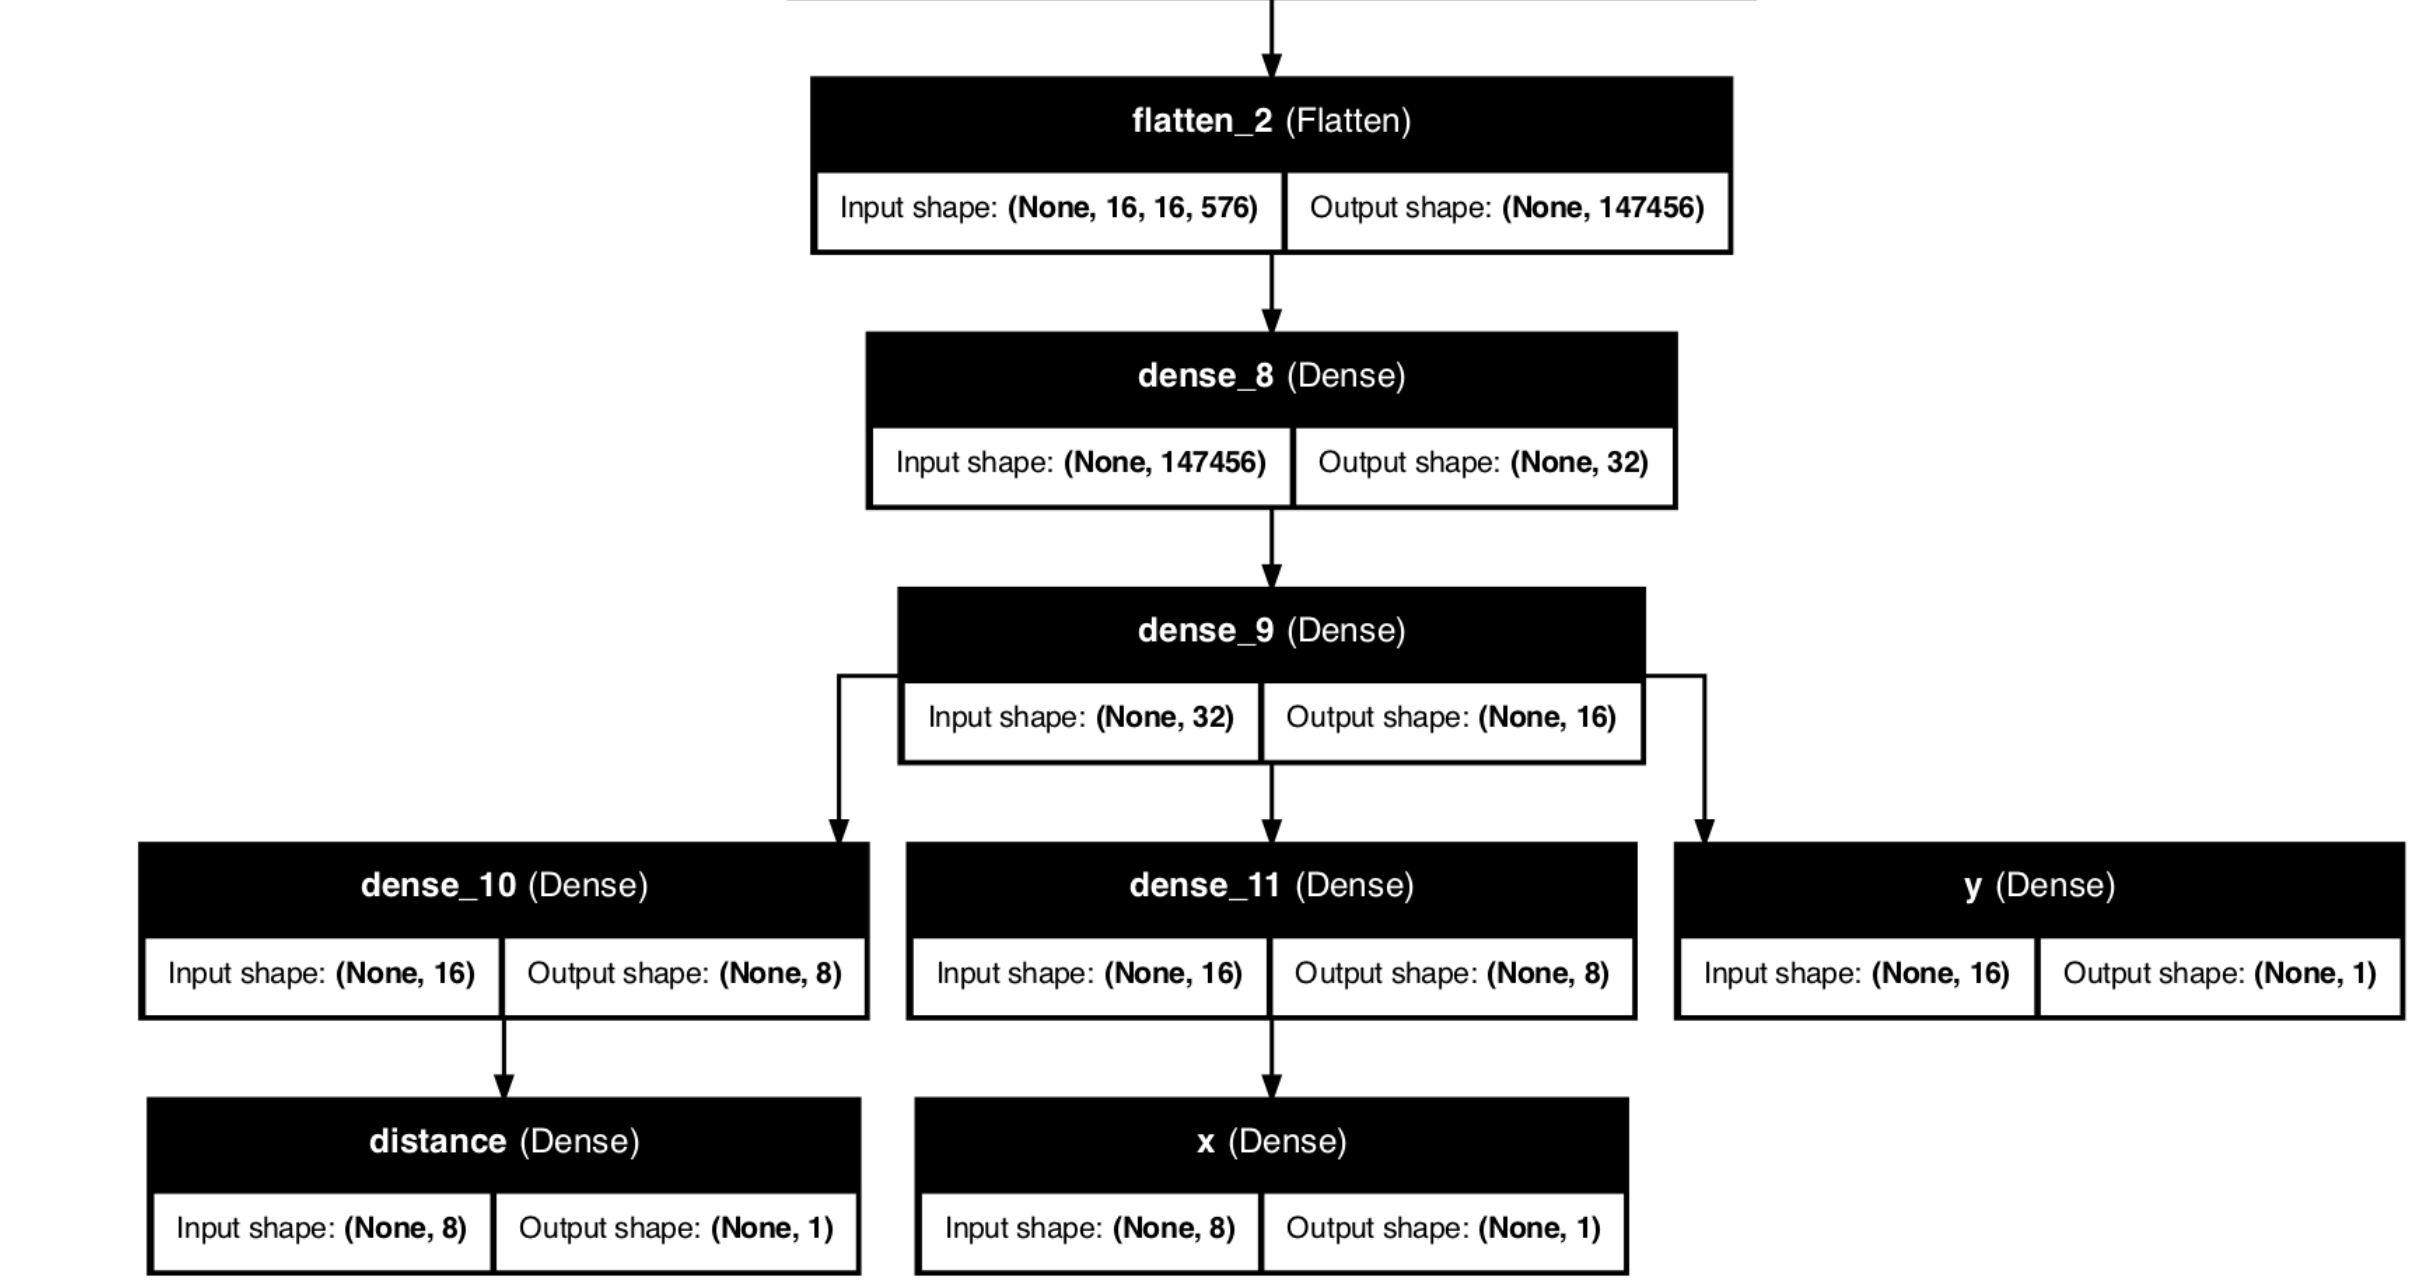 flatten_2 (Flatten)
Input shape: (None, 16, 16, 576) Output shape: (None, 147456)
dense_8 (Dense)
Input shape: (None, 147456) Output shape: (None, 32)
dense_9 (Dense)
Input shape: (None, 32) Output shape: (None, 16)
dense_10 (Dense) dense_11 (Dense) y (Dense)
Input shape: (None, 16) Output shape: (None, 8) Input shape: (None, 16) Output shape: (None, 8) Input shape: (None, 16) Output shape: (None, 1)
distance (Dense) x (Dense)
Input shape: (None, 8) Output shape: (None, 1) Input shape: (None, 8) Output shape: (None, 1)